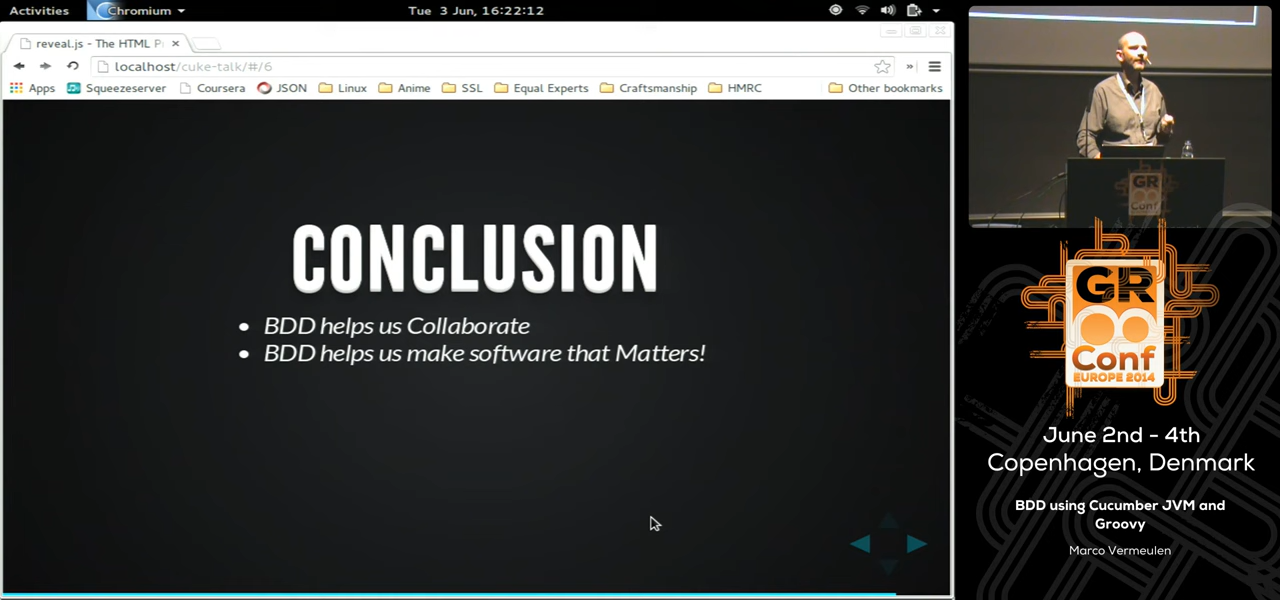 Activities
Chromium
Tue 3 Jun, 16:22:12
reveal.js - The HTML P
localhost/cuke-talk/#/6
Apps
Squeezeserver
Coursera
JSON
Linux
Anime
SSL
Equal Experts
Craftsmanship
HMRC
Other bookmarks
CONCLUSION
• BDD helps us Collaborate
• BDD helps us make software that Matters!
GR
Conf
GR
Conf
EUROPE 2014
June 2nd - 4th
Copenhagen, Denmark
BDD using Cucumber JVM and
Groovy
Marco Vermeulen